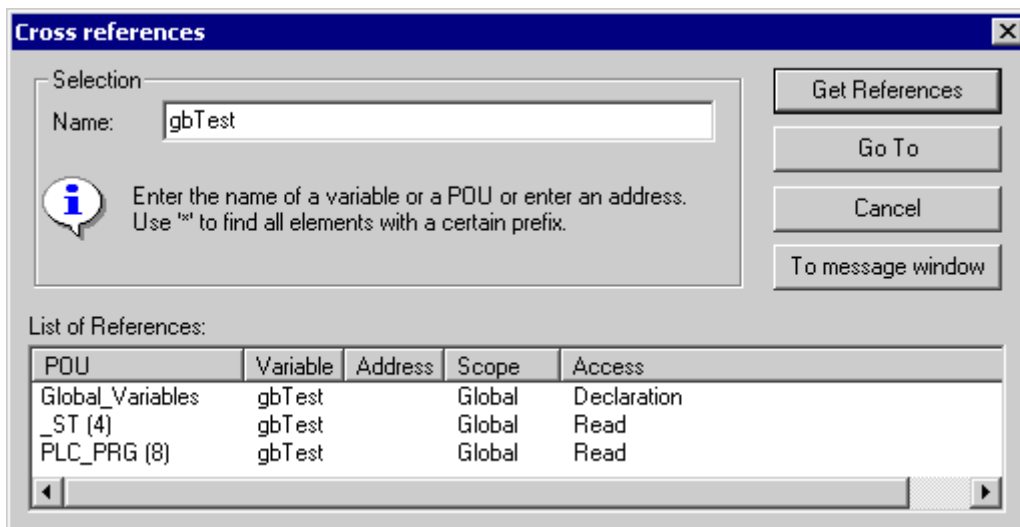 Cross references
Selection
Name: gbTest
Get References
Go To
Enter the name of a variable or a POU or enter an address.
Use '*' to find all elements with a certain prefix.
Cancel
To message window
List of References:
POU Variable Address Scope Access
Global_Variables gbTest Global Declaration
_ST (4) gbTest Global Read
PLC_PRG (8) gbTest Global Read